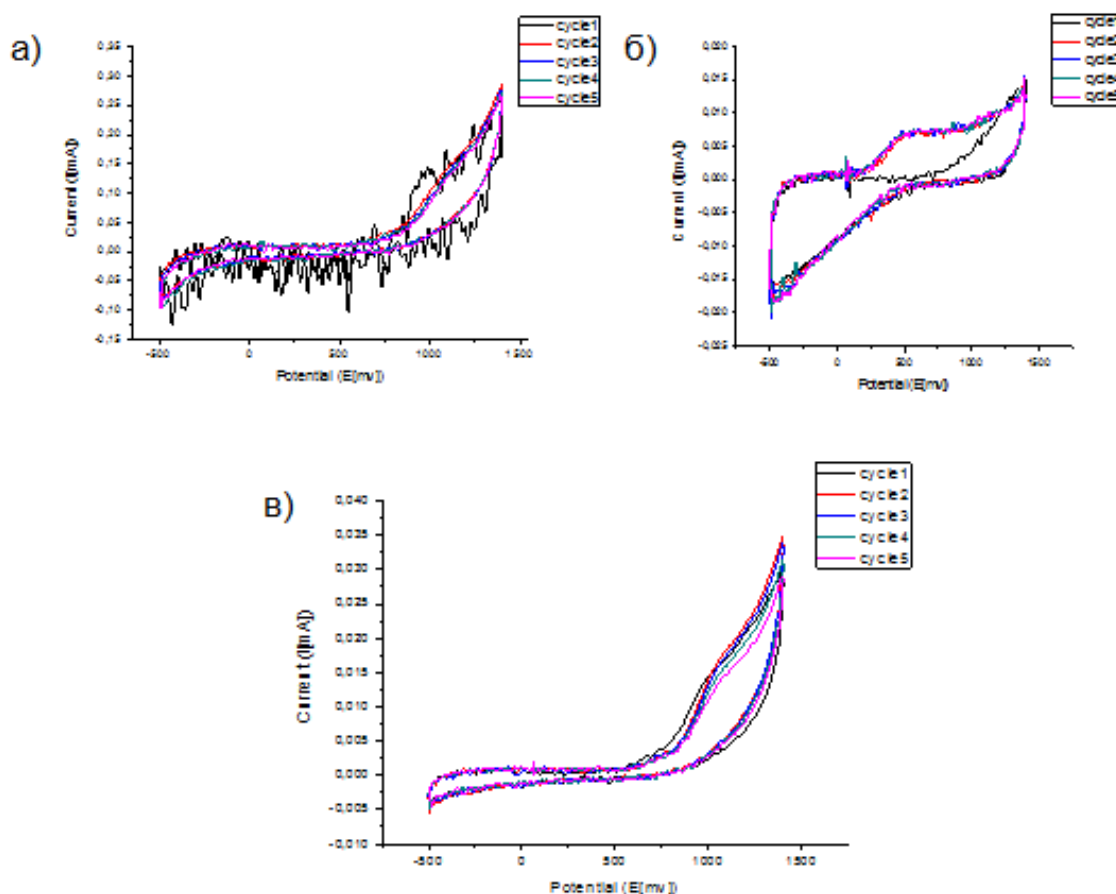 а)
cycle1
cycle2
cycle3
cycle4
cycle5
0,35
0,30
0,25
0,20
0,15
0,10
0,05
0,00
-0,05
-0,10
-0,15
Current (I[mA])
-500
0
500
1000
1500
Potential (E[mv])
б)
cycle1
cycle2
cycle3
cycle4
cycle5
0,020
0,015
0,010
0,005
0,000
-0,005
-0,010
-0,015
-0,020
-0,025
Current (I[mA])
-500
0
500
1000
1500
Potential(E[mv])
в)
cycle1
cycle2
cycle3
cycle4
cycle5
0,040
0,035
0,030
0,025
0,020
0,015
0,010
0,005
0,000
-0,005
-0,010
Current (I[mA])
-500
0
500
1000
1500
Potential (E[mv])